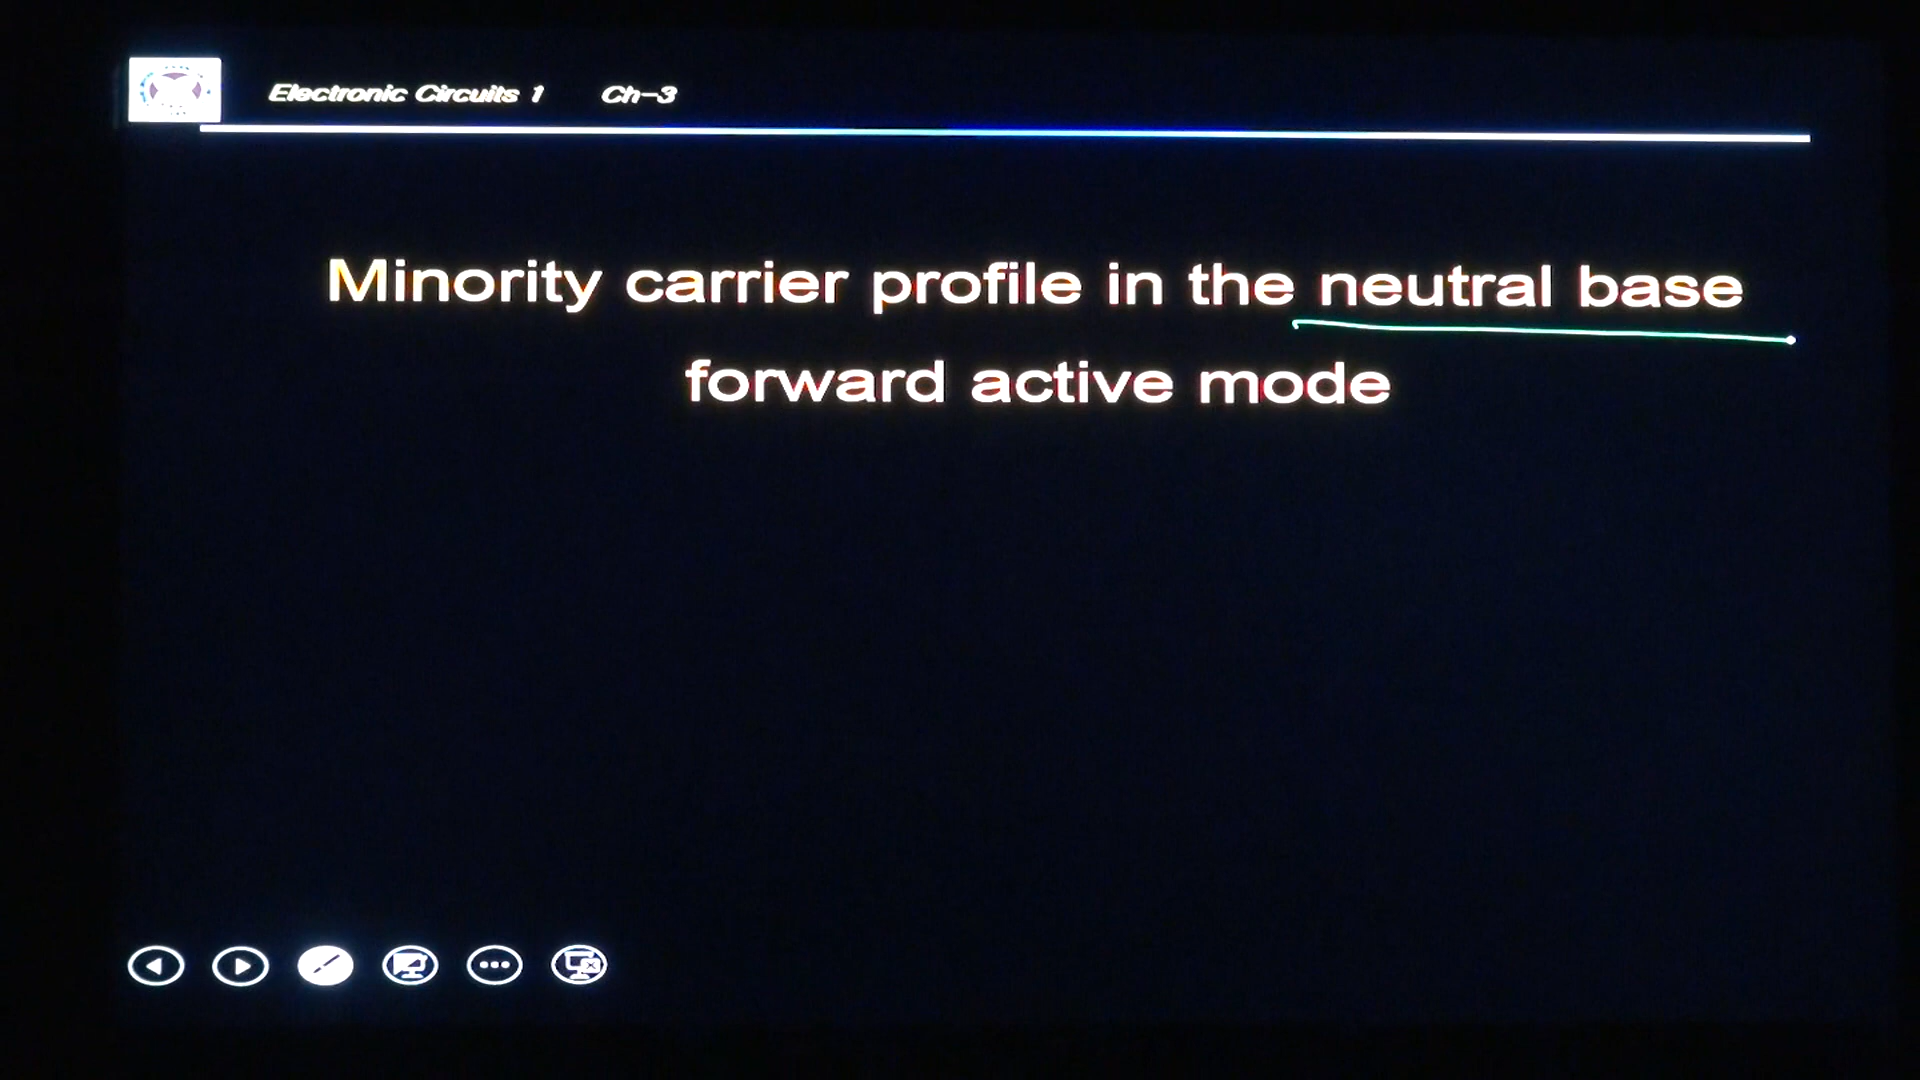 Electronic Circuits 1 Ch-3
Minority carrier profile in the neutral base
forward active mode